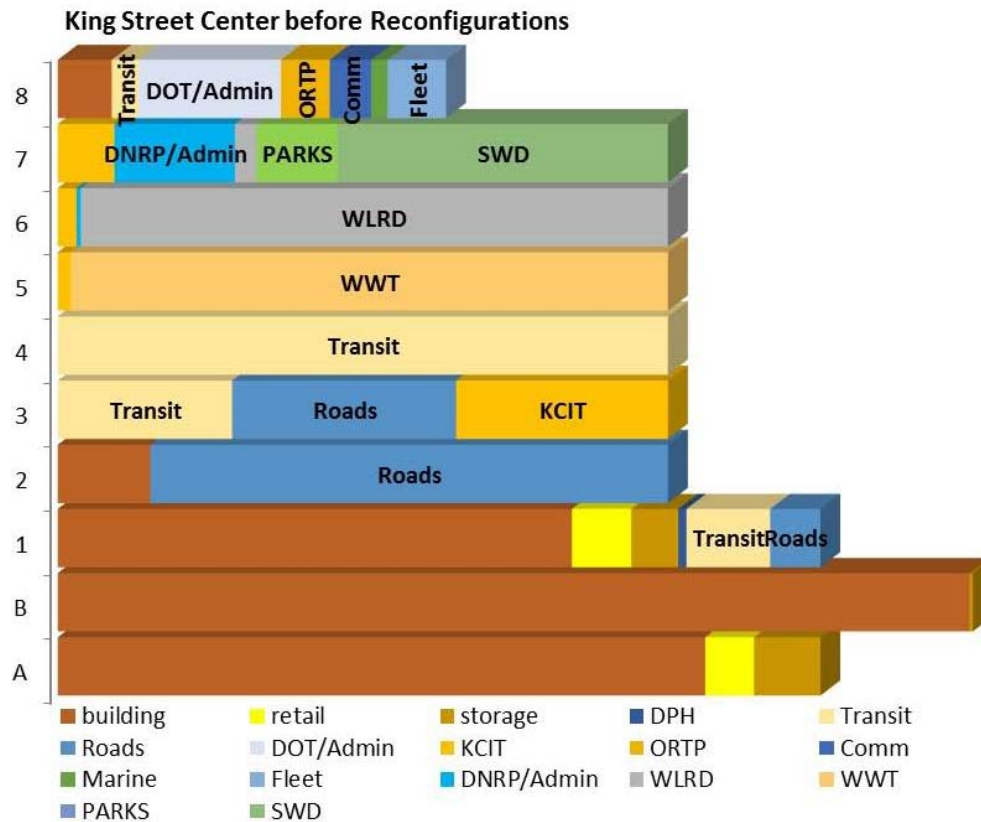 King Street Center before Reconfigurations
8 Transit DOT/Admin ORTP Comm Fleet
7 DNRP/Admin PARKS SWD
6 WLRD
5 WWT
4 Transit
3 Transit Roads KCIT
2 Roads
1 Transit Roads
B
A
building retail storage DPH Transit
Roads DOT/Admin KCIT ORTP Comm
Marine Fleet DNRP/Admin WLRD WWT
PARKS SWD